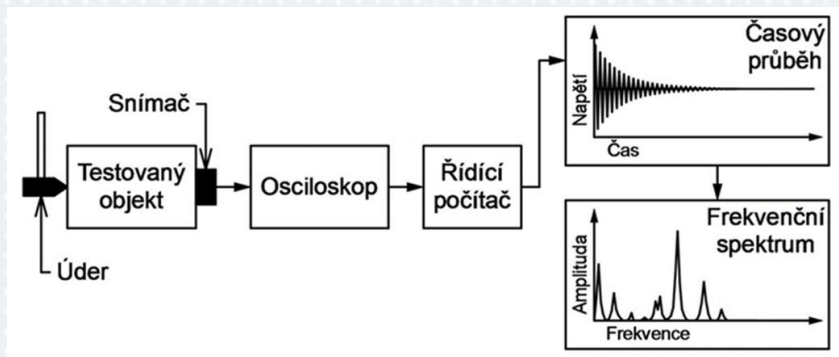 Snímač
Testovaný
objekt
Úder
Osciloskop
Řídící
počítač
Časový
průběh
Napětí
Čas
Frekvenční
spektrum
Amplituda
Frekvence